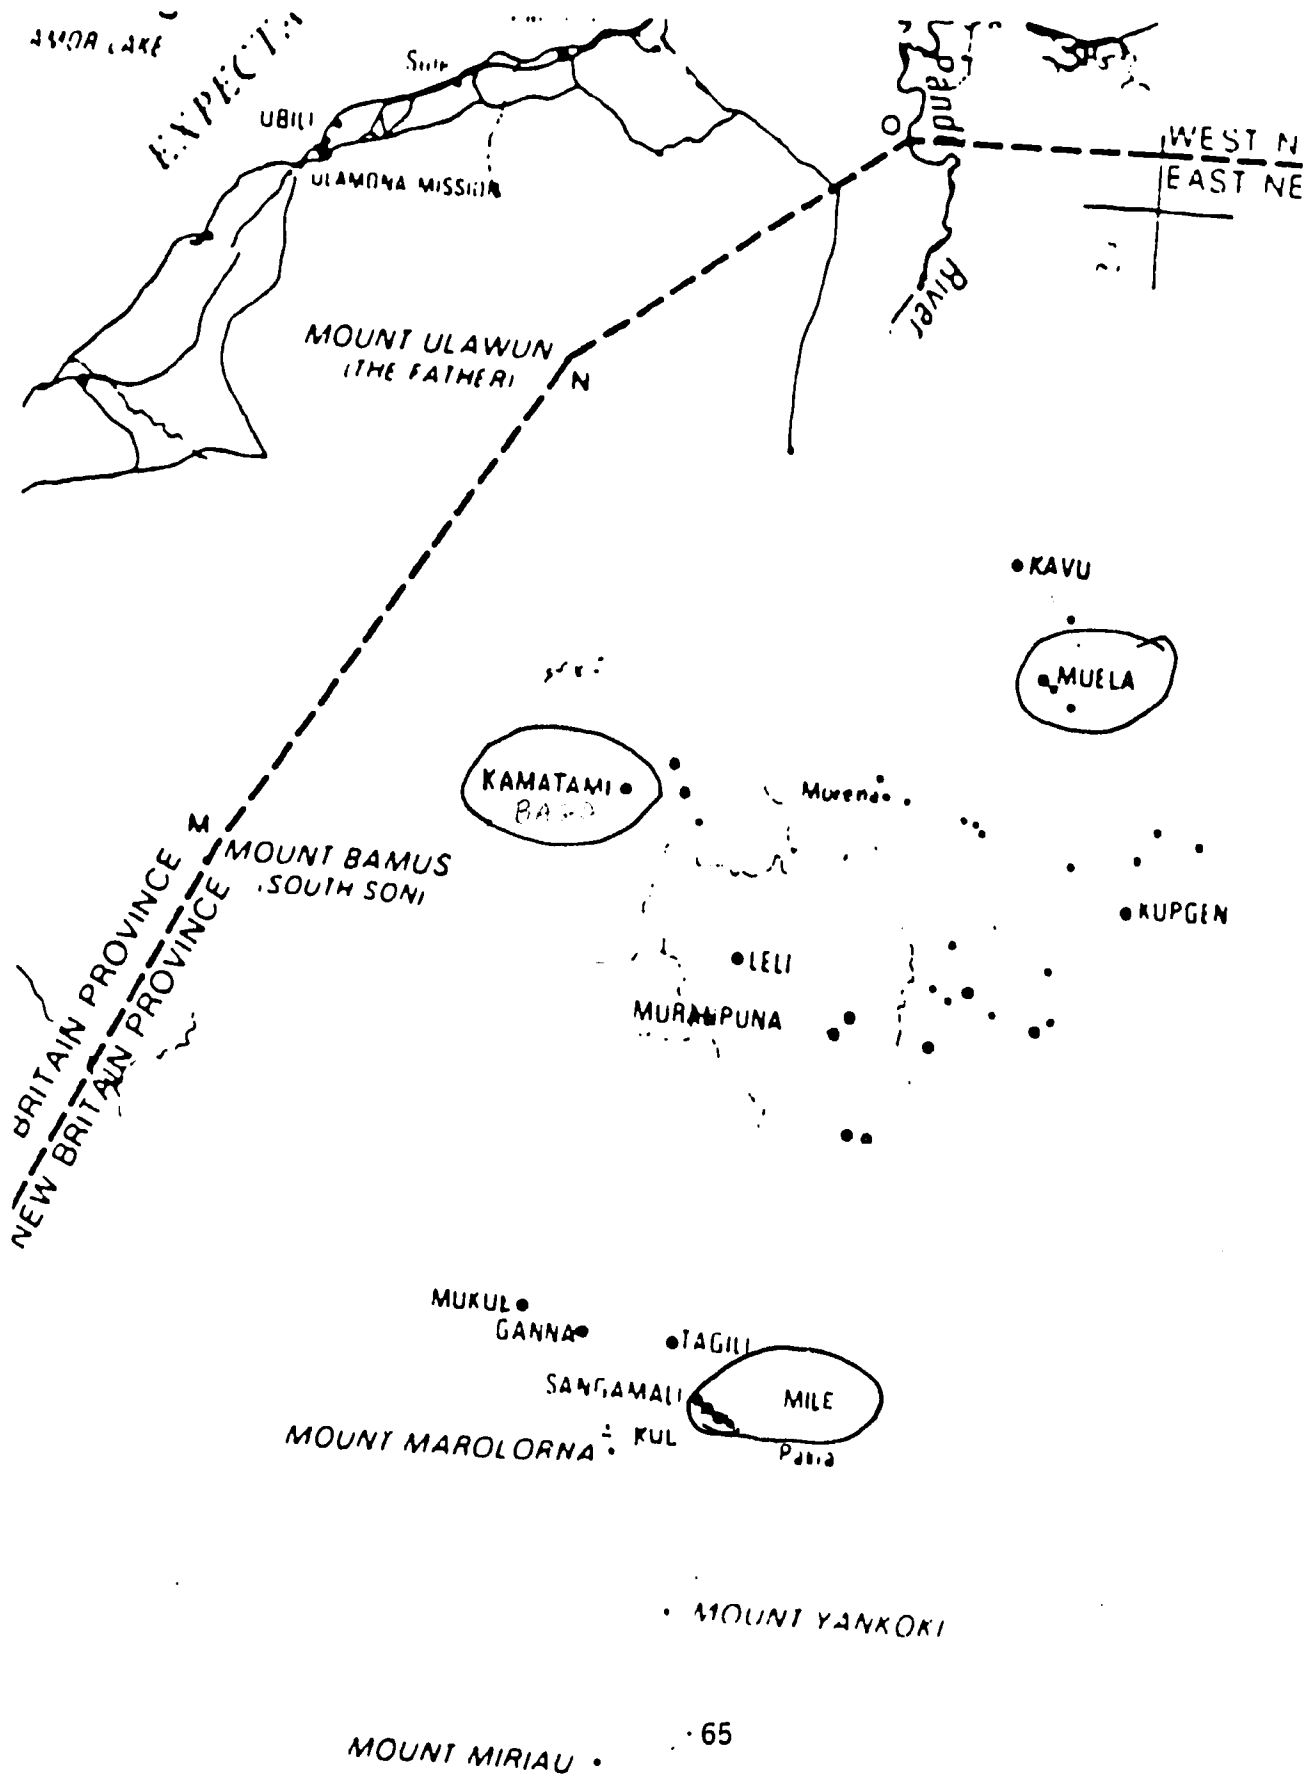 UBILI
ULAMONA MISSION
O
WEST N
EAST NE
River
MOUNT ULAWUN
(THE FATHER)
N
KAVU
MUELA
KAMATAMI
Murena
M
MOUNT BAMUS
(SOUTH SON)
KUPGEN
LELI
BRITAIN PROVINCE
NEW BRITAIN PROVINCE
MUKUL
GANNA
TAGILI
SANGAMALI
MILE
KUL
MOUNT MAROLORNA
MOUNT YANKOKI
65
MOUNT MIRIAU